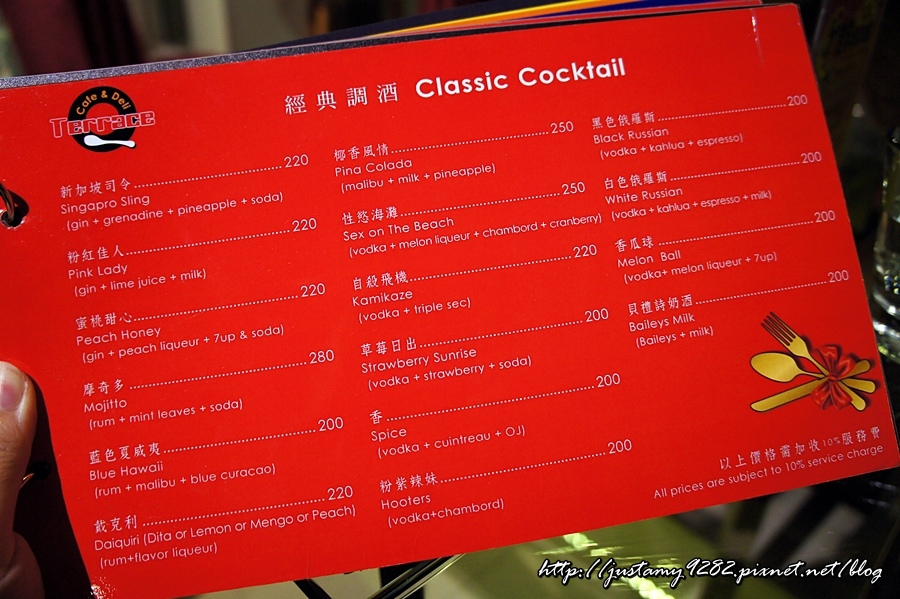 Cafe & Deli
Terrace
經典調酒 Classic Cocktail
新加坡司令 220
Singapro Sling
(gin + grenadine + pineapple + soda)
粉紅佳人 220
Pink Lady
(gin + lime juice + milk)
蜜桃甜心 220
Peach Honey
(gin + peach liqueur + 7up & soda)
摩奇多 280
Mojitto
(rum + mint leaves + soda)
藍色夏威夷 200
Blue Hawaii
(rum + malibu + blue curacao)
戴克利 220
Daiquiri (Dita or Lemon or Mengo or Peach)
(rum+flavor liqueur)
椰香風情 250
Pina Colada
(malibu + milk + pineapple)
性慾海灘 250
Sex on The Beach
(vodka + melon liqueur + chambord + cranberry)
自殺飛機 220
Kamikaze
(vodka + triple sec)
草莓日出 200
Strawberry Sunrise
(vodka + strawberry + soda)
香 200
Spice
(vodka + cuintreau + OJ)
粉紫辣妹 200
Hooters
(vodka+chambord)
黑色俄羅斯 200
Black Russian
(vodka + kahlua + espresso)
白色俄羅斯 200
White Russian
(vodka + kahlua + espresso + milk)
香瓜球 200
Melon Ball
(vodka+ melon liqueur + 7up)
貝禮詩奶酒 200
Baileys Milk
(Baileys + milk)
以上價格需加收10%服務費
All prices are subject to 10% service charge
http://justamy9282.pixnet.net/blog